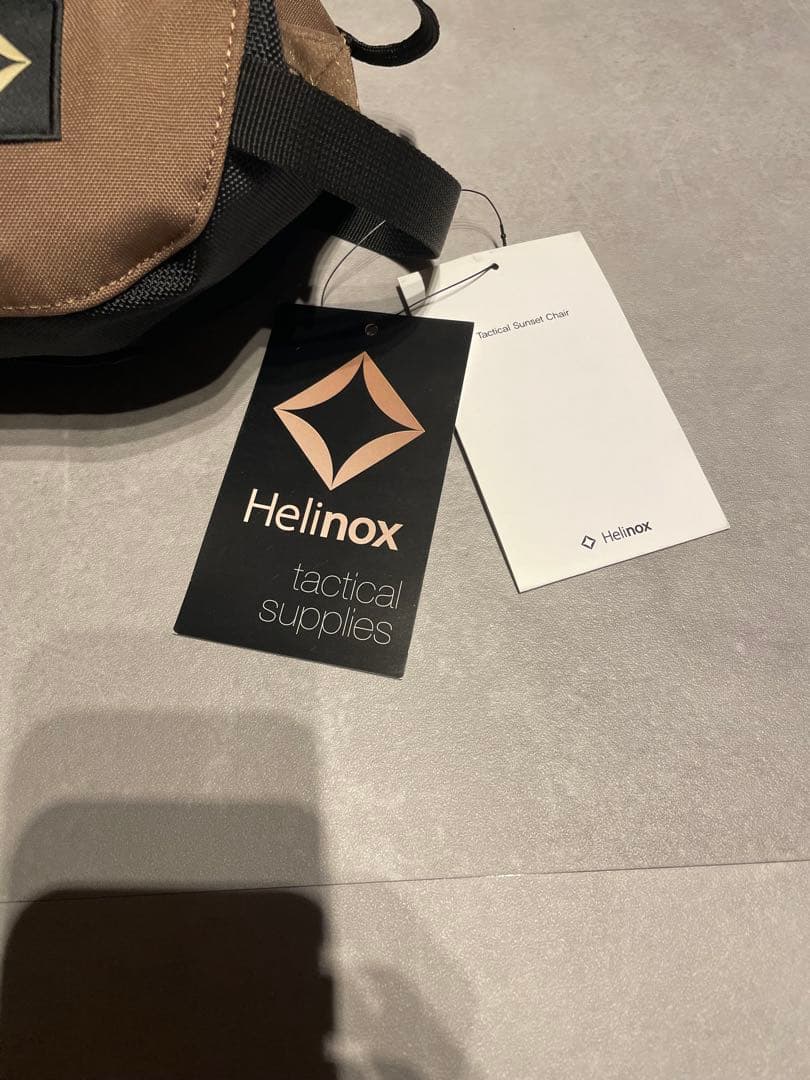 Helinox
tactical
supplies
Tactical Sunset Chair
Helinox